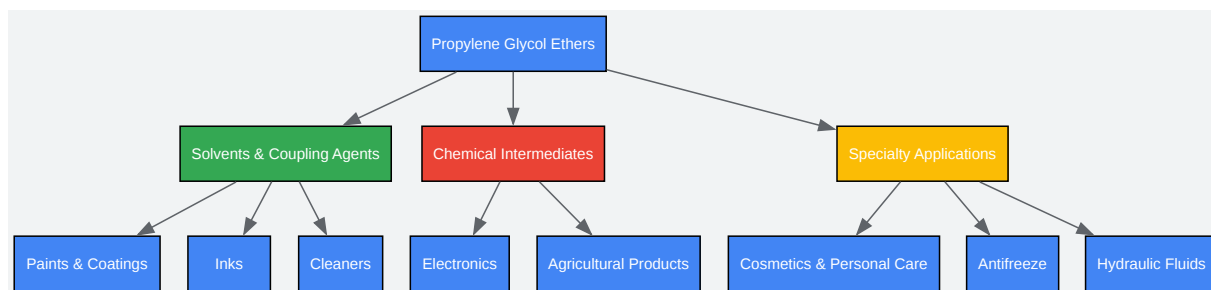 Propylene Glycol Ethers
Solvents & Coupling Agents
Chemical Intermediates
Specialty Applications
Paints & Coatings
Inks
Cleaners
Electronics
Agricultural Products
Cosmetics & Personal Care
Antifreeze
Hydraulic Fluids